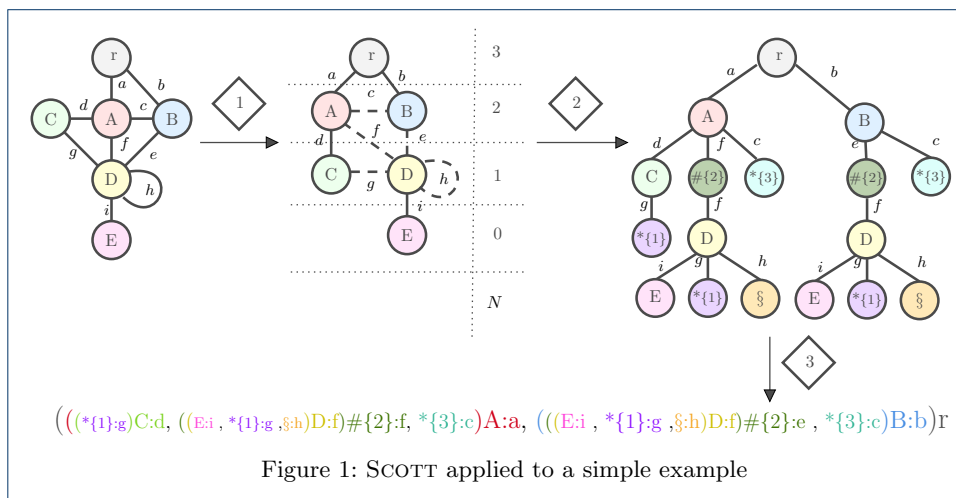 r r 3 r
a b a b a b
1 c 2
C d A c B A B 2 A B
f d f e d f c e c
g e C g D h 1 C #{2} *{3} #{2} *{3}
D h g f f
i i *{1} D D
E E 0 i g h i g h
E *{1} § E *{1} §
N
3
(((*{1}:g)C:d, ((E:i , *{1}:g ,§:h)D:f)#{2}:f, *{3}:c)A:a, (((E:i , *{1}:g ,§:h)D:f)#{2}:e , *{3}:c)B:b)r
Figure 1: SCOTT applied to a simple example